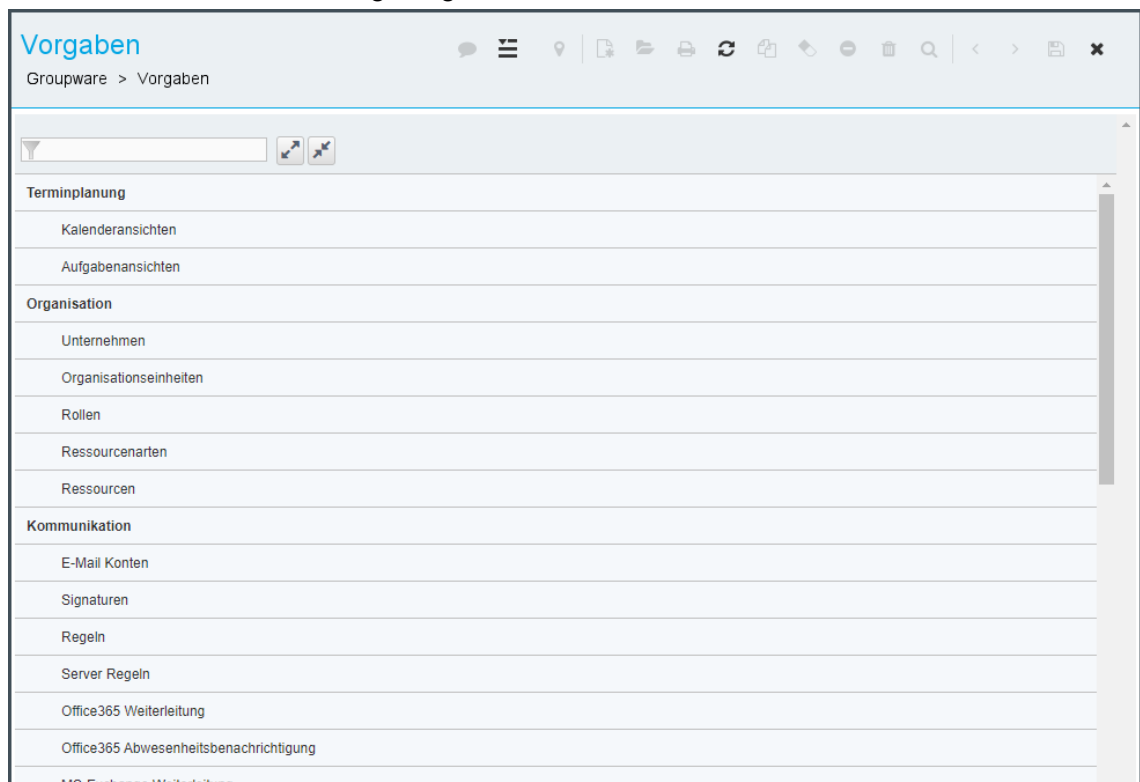 Vorgaben
Groupware > Vorgaben
Terminplanung
Kalenderansichten
Aufgabenansichten
Organisation
Unternehmen
Organisationseinheiten
Rollen
Ressourcenarten
Ressourcen
Kommunikation
E-Mail Konten
Signaturen
Regeln
Server Regeln
Office365 Weiterleitung
Office365 Abwesenheitsbenachrichtigung